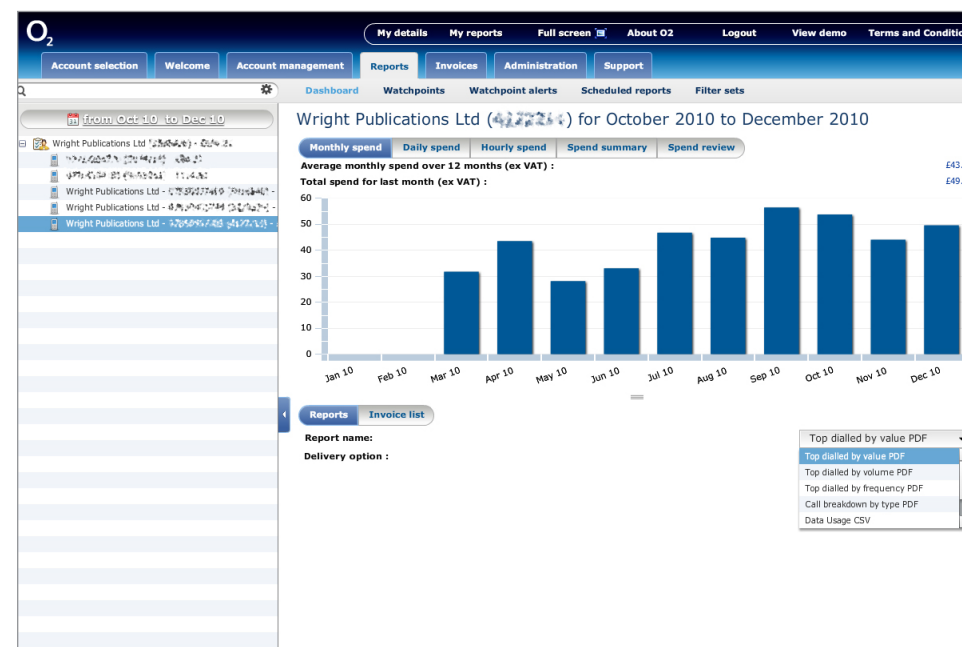 O2
My details My reports Full screen About O2 Logout View demo Terms and Conditio
Account selection Welcome Account management Reports Invoices Administration Support
Dashboard Watchpoints Watchpoint alerts Scheduled reports Filter sets
from Oct 10 to Dec 10
Wright Publications Ltd
Wright Publications Ltd -
Wright Publications Ltd -
Wright Publications Ltd -
Wright Publications Ltd ( ) for October 2010 to December 2010
Monthly spend Daily spend Hourly spend Spend summary Spend review
Average monthly spend over 12 months (ex VAT) : £43.
Total spend for last month (ex VAT) : £49.
60
50
40
30
20
10
0
Jan 10 Feb 10 Mar 10 Apr 10 May 10 Jun 10 Jul 10 Aug 10 Sep 10 Oct 10 Nov 10 Dec 10
Reports Invoice list
Report name: Top dialled by value PDF
Delivery option :
Top dialled by value PDF
Top dialled by volume PDF
Top dialled by frequency PDF
Call breakdown by type PDF
Data Usage CSV